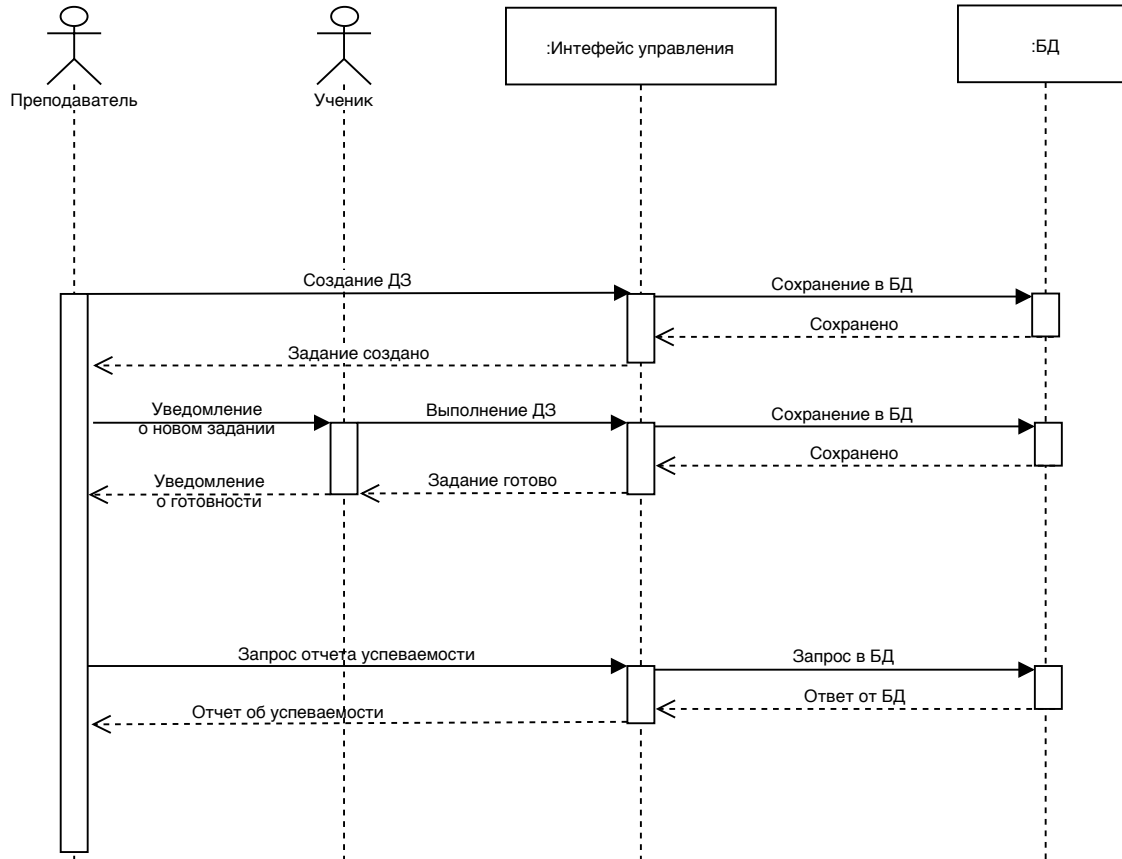 :Интефейс управления
:БД
Преподаватель
Ученик
Создание ДЗ
Сохранение в БД
Сохранено
Задание создано
Уведомление
о новом задании
Выполнение ДЗ
Сохранение в БД
Сохранено
Уведомление
о готовности
Задание готово
Запрос отчета успеваемости
Запрос в БД
Ответ от БД
Отчет об успеваемости